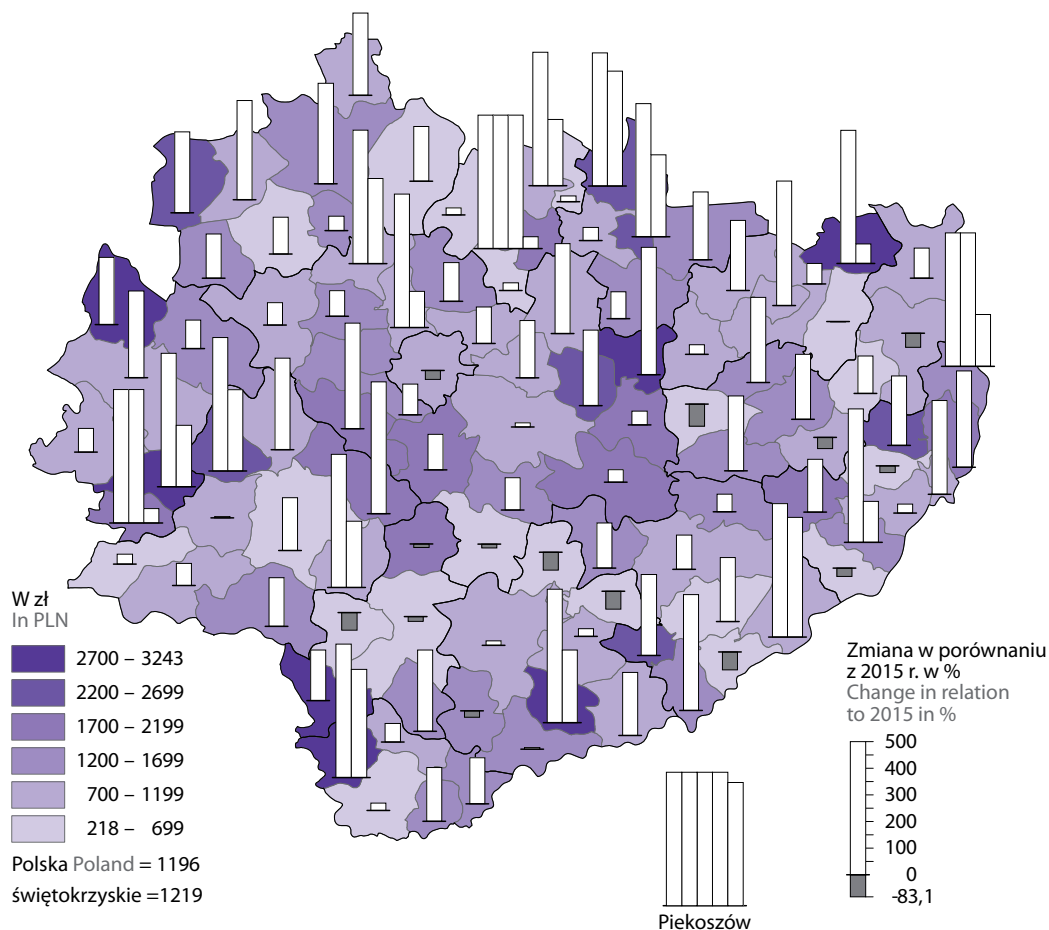 W zł
In PLN
2700 – 3243
2200 – 2699
1700 – 2199
1200 – 1699
700 – 1199
218 – 699
Polska Poland = 1196
świętokrzyskie =1219
Piekoszów
Zmiana w porównaniu
z 2015 r. w %
Change in relation
to 2015 in %
500
400
300
200
100
0
-83,1